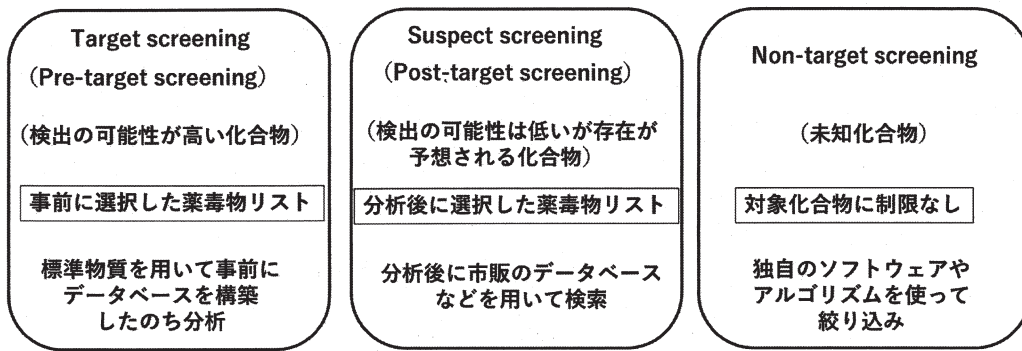 Target screening
(Pre-target screening)
(検出の可能性が高い化合物)
事前に選択した薬毒物リスト
標準物質を用いて事前に
データベースを構築
したのち分析
Suspect screening
(Post-target screening)
(検出の可能性は低いが存在が
予想される化合物)
分析後に選択した薬毒物リスト
分析後に市販のデータベース
などを用いて検索
Non-target screening
(未知化合物)
対象化合物に制限なし
独自のソフトウェアや
アルゴリズムを使って
絞り込み